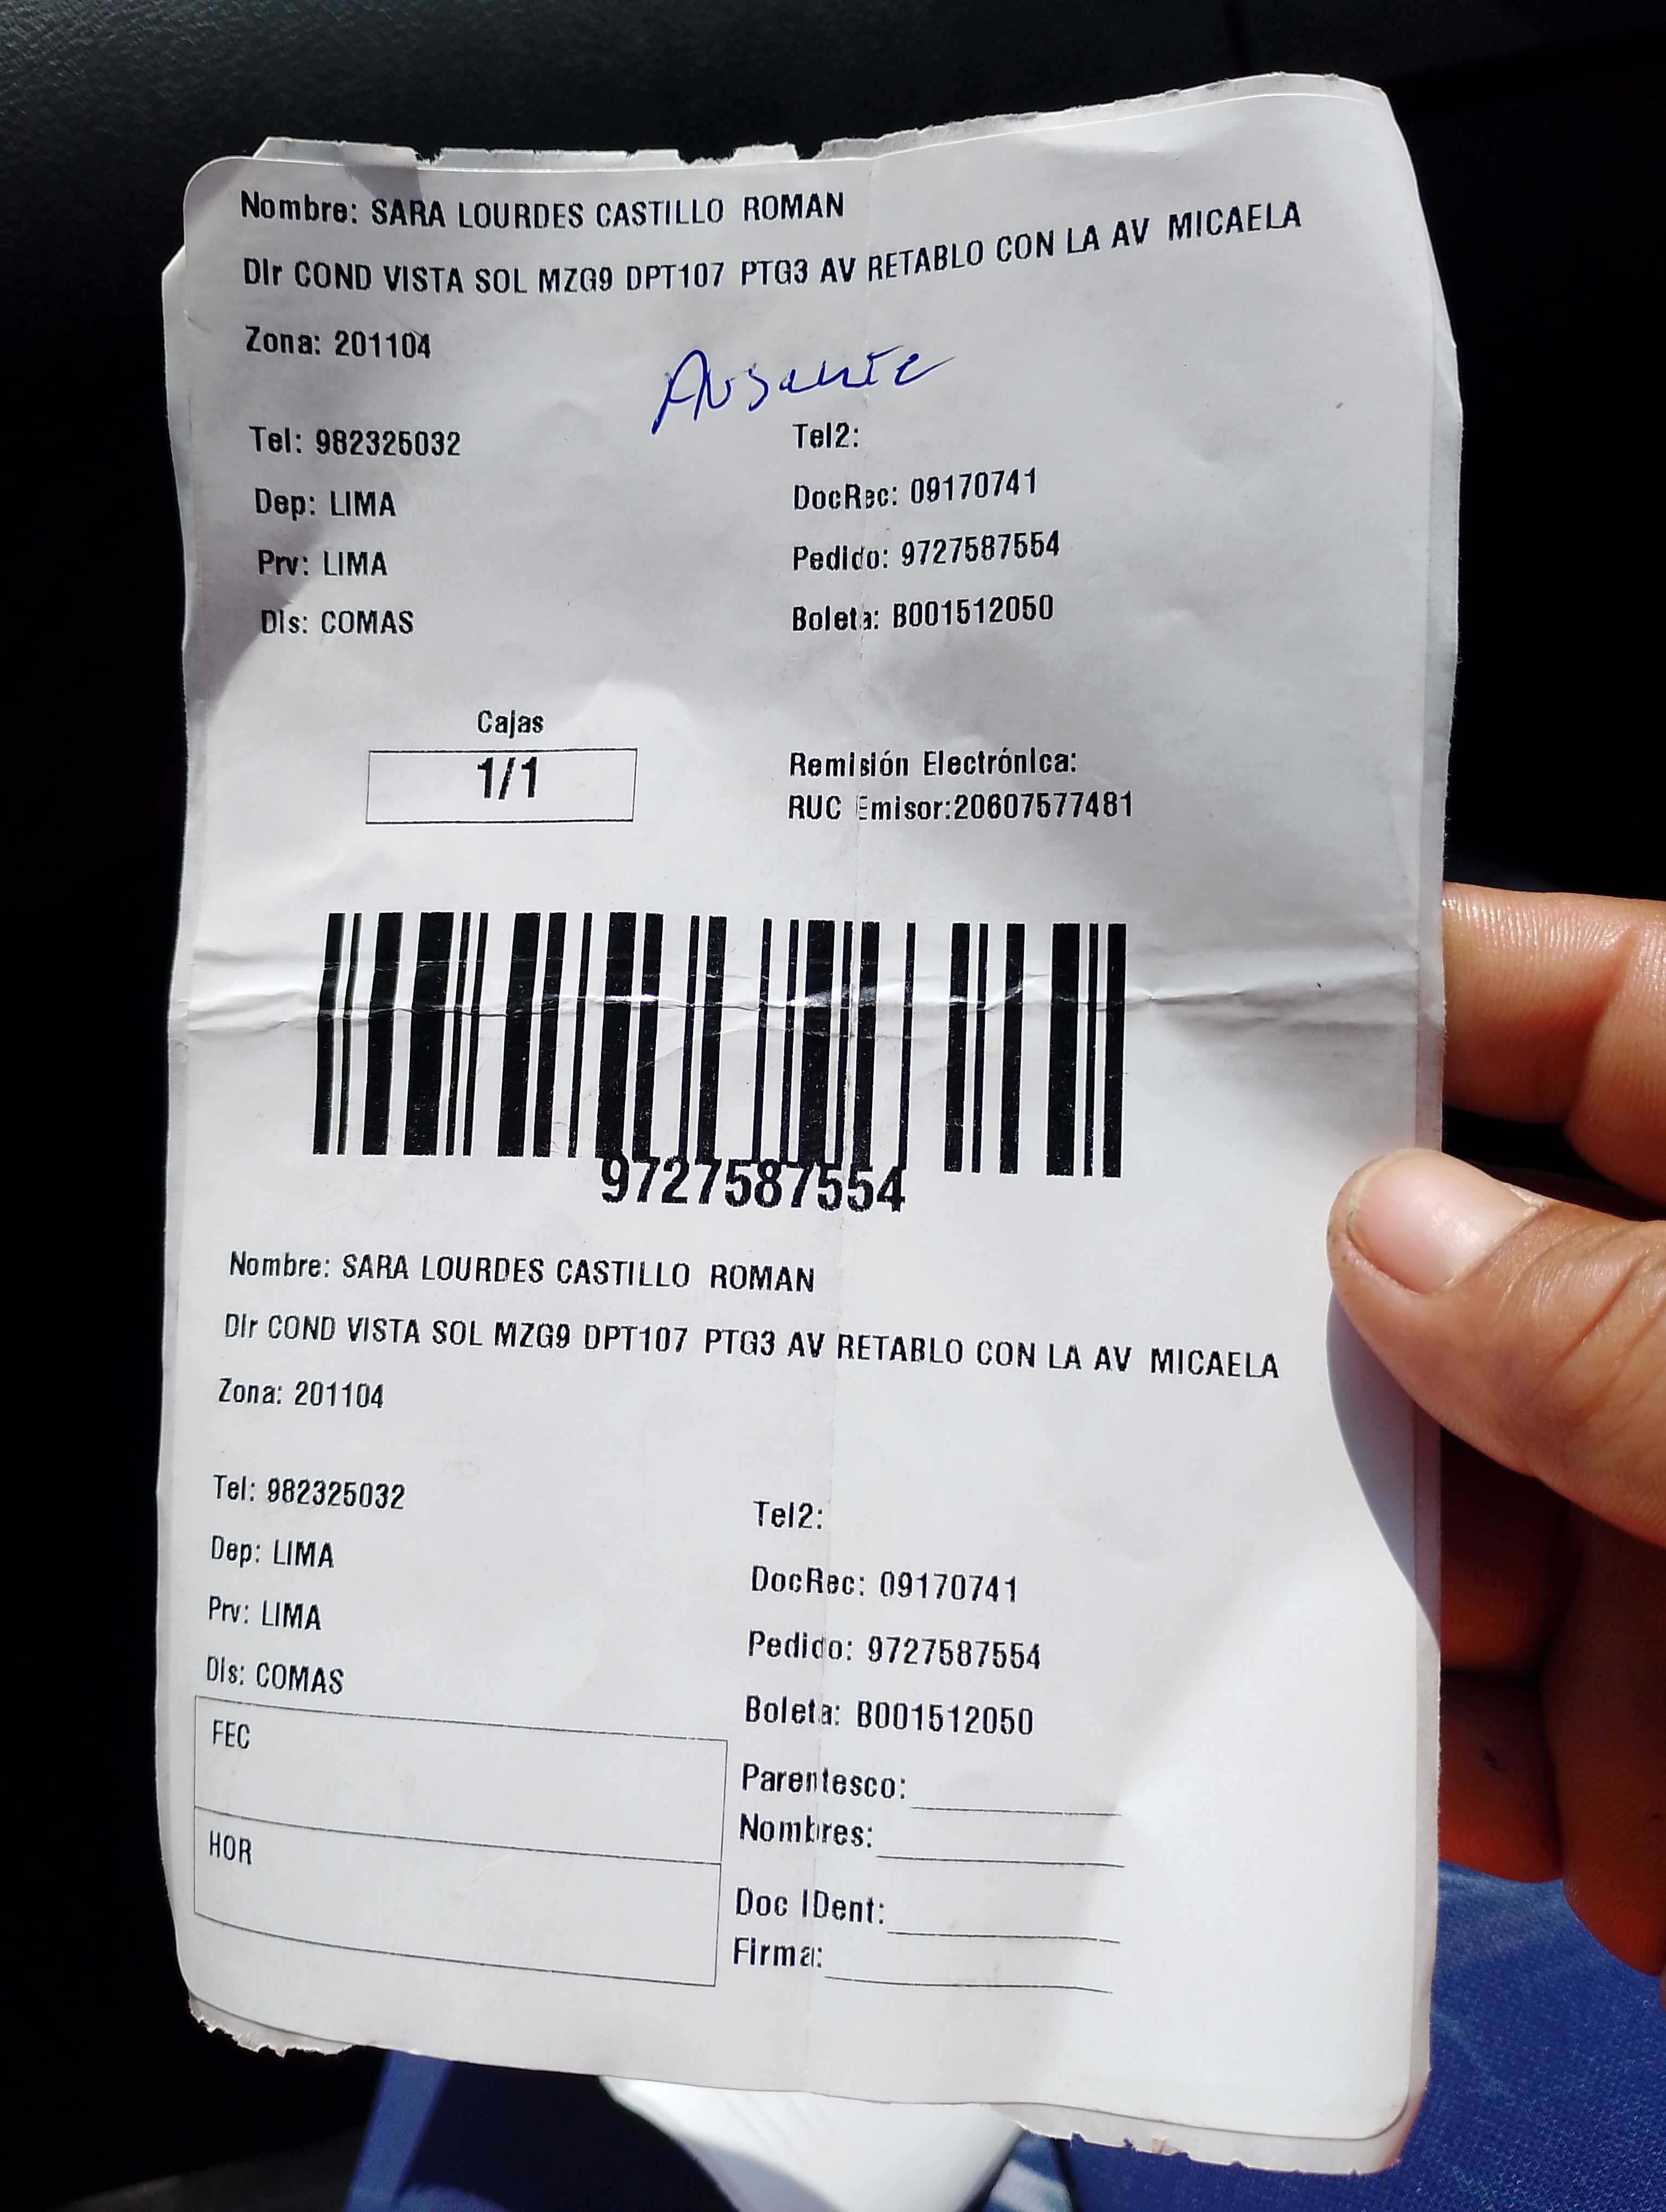 Nombre: SARA LOURDES CASTILLO ROMAN
Dir COND VISTA SOL MZG9 DPT107 PTG3 AV RETABLO CON LA AV MICAELA
Zona: 201104
Ausente
Tel: 982325032
Tel2:
Dep: LIMA
DocRec: 09170741
Prv: LIMA
Pedido: 9727587554
Dis: COMAS
Boleta: B001512050
Cajas
1/1
Remisión Electrónica:
RUC Emisor:20607577481
9727587554
Nombre: SARA LOURDES CASTILLO ROMAN
Dir COND VISTA SOL MZG9 DPT107 PTG3 AV RETABLO CON LA AV MICAELA
Zona: 201104
Tel: 982325032
Tel2:
Dep: LIMA
DocRec: 09170741
Prv: LIMA
Pedido: 9727587554
Dis: COMAS
Boleta: B001512050
FEC
Parentesco:
Nombres:
HOR
Doc IDent:
Firma: